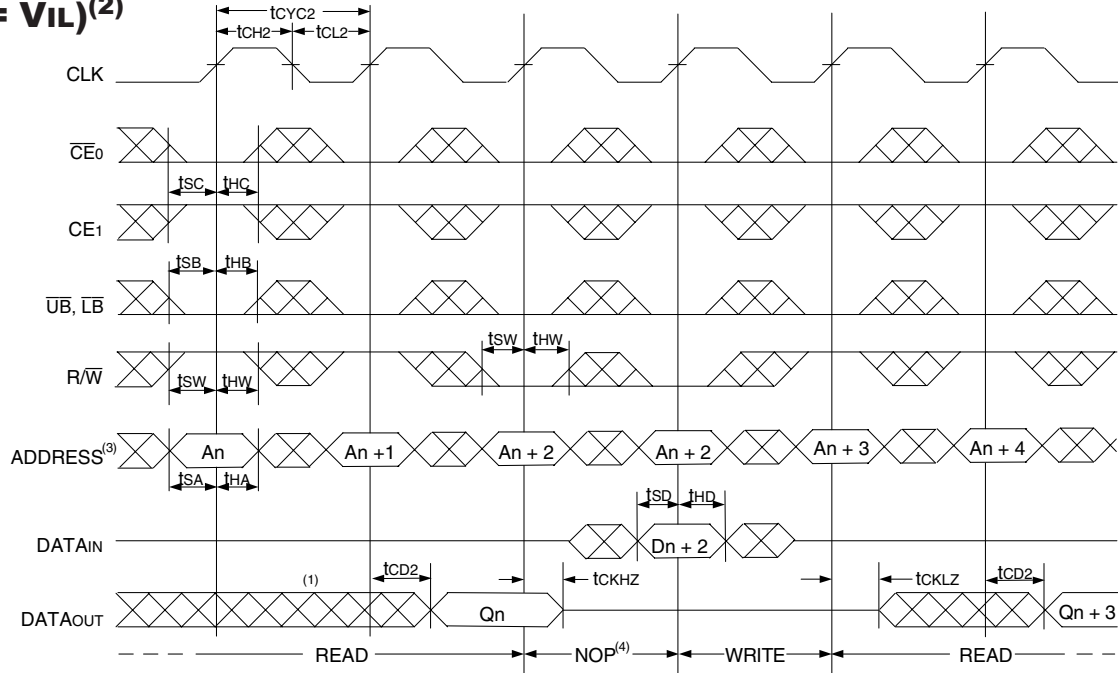 = VIL)(2)
tCYC2
tCH2 tCL2
CLK
CE0
tSC tHC
CE1
tSB tHB
UB, LB
tSW tHW
R/W
tSW tHW
ADDRESS(3) An An +1 An + 2 An + 2 An + 3 An + 4
tSA tHA
tSD tHD
DATAIN Dn + 2
(1) tCD2 tCKHZ tCKLZ tCD2
DATAOUT Qn Qn + 3
READ NOP(4) WRITE READ